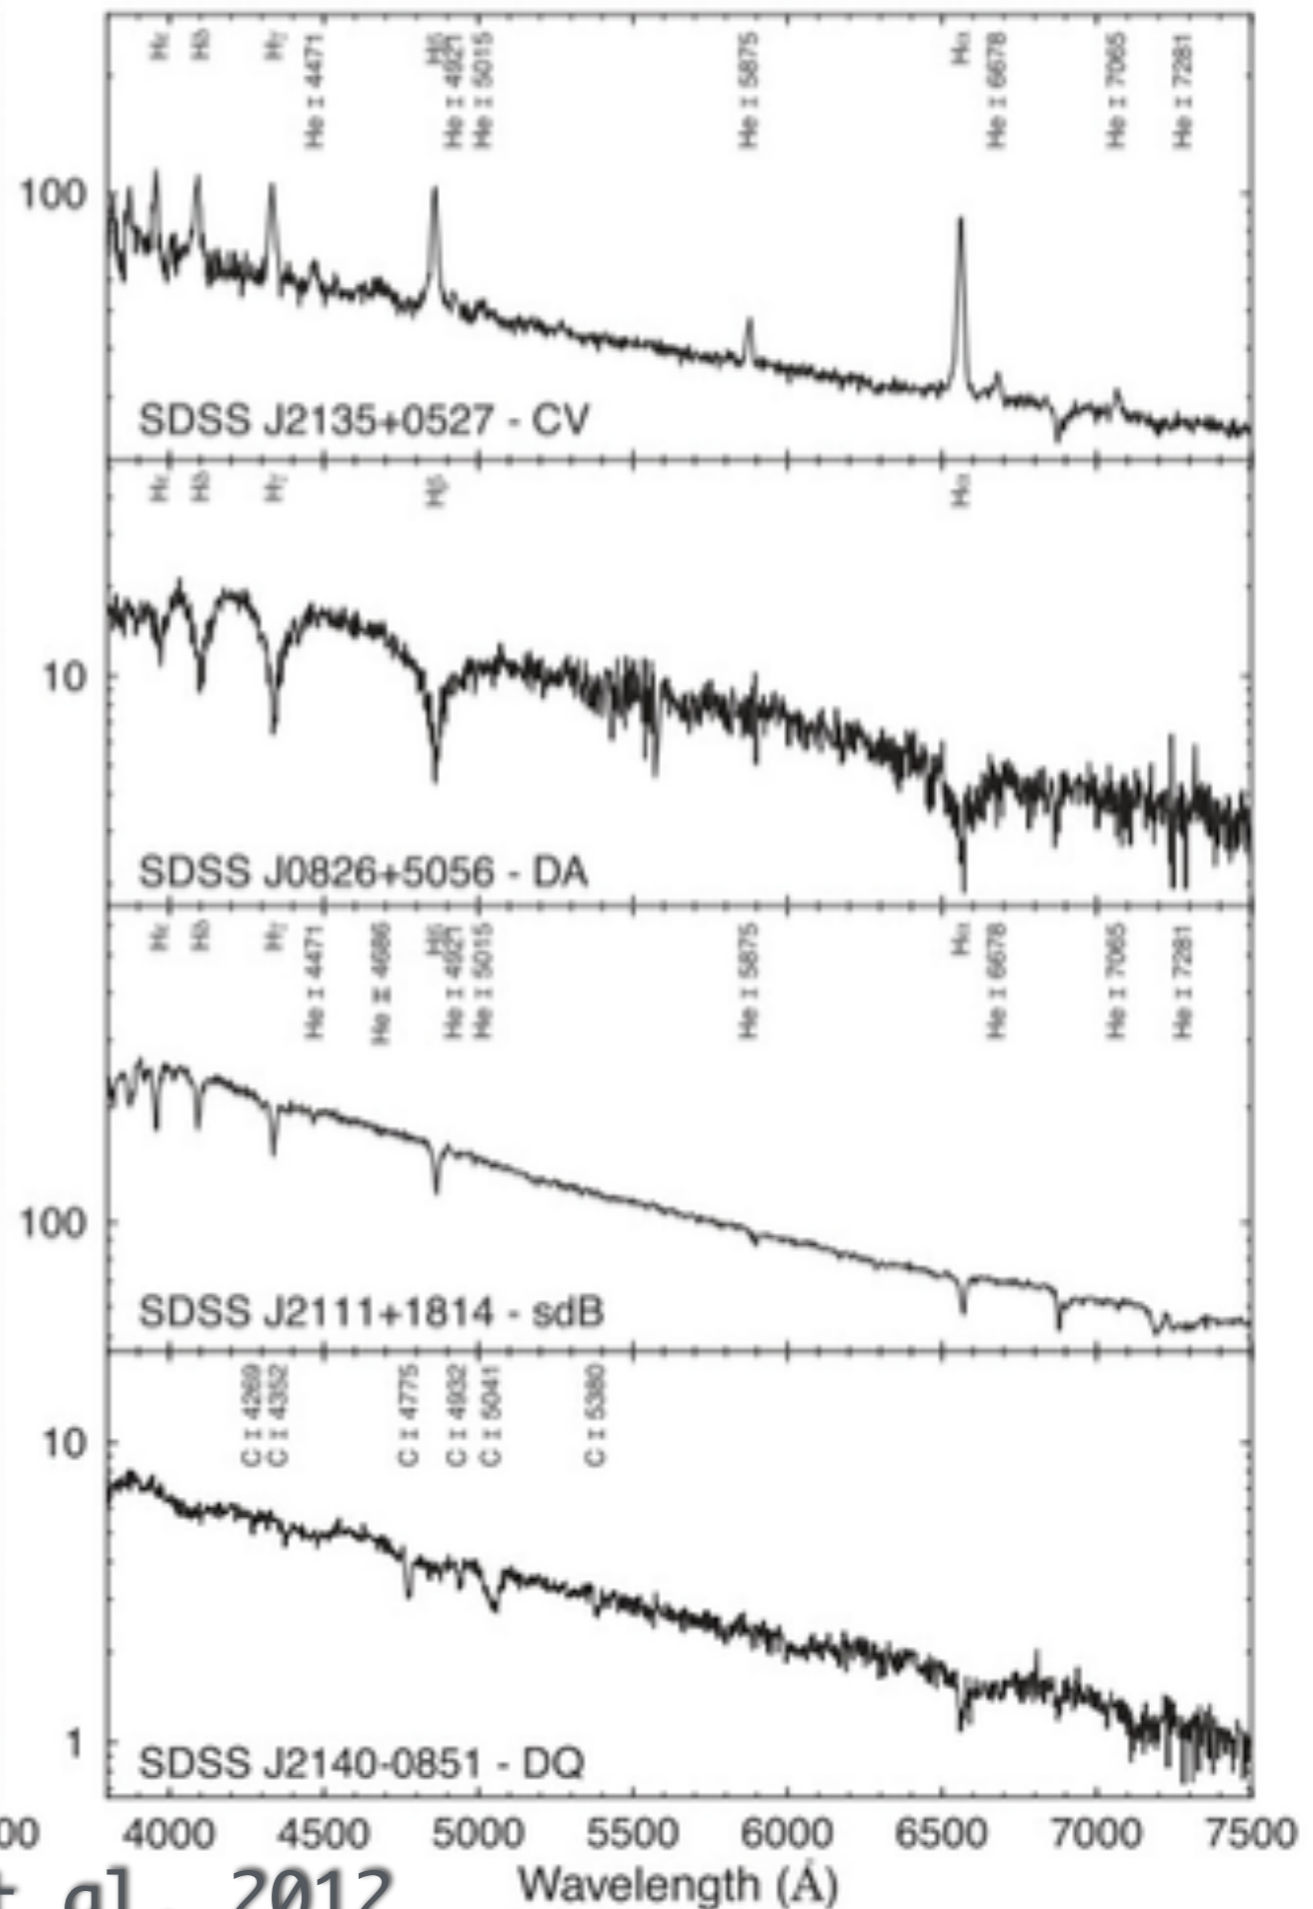 Hε Hδ Hγ He I 4471 Hβ He I 4921 He I 5015 He I 5875 Hα He I 6678 He I 7065 He I 7281
100
SDSS J2135+0527 - CV
Hε Hδ Hγ Hβ Hα
10
SDSS J0826+5056 - DA
Hε Hδ Hγ He I 4471 He II 4686 Hβ He I 4921 He I 5015 He I 5875 Hα He I 6678 He I 7065 He I 7281
100
SDSS J2111+1814 - sdB
C I 4269 C I 4352 C I 4775 C I 4932 C I 5041 C I 5380
10
1
SDSS J2140-0851 - DQ
00 4000 4500 5000 5500 6000 6500 7000 7500
Wavelength (Å)
t al. 2012